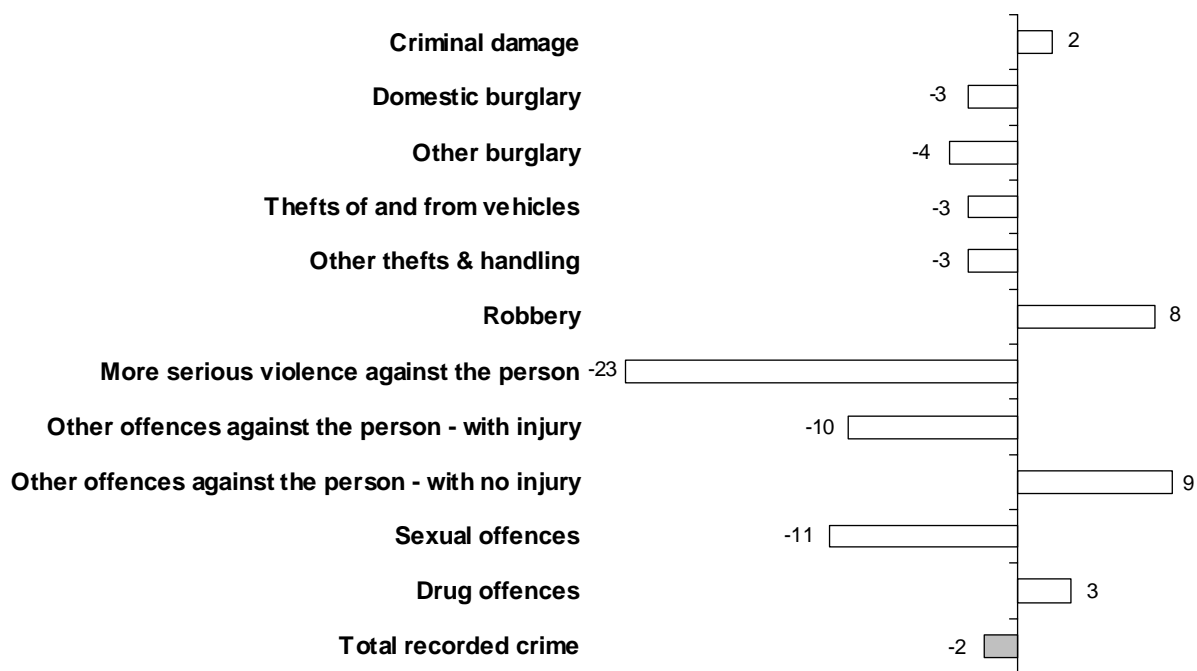 Criminal damage 2
Domestic burglary -3
Other burglary -4
Thefts of and from vehicles -3
Other thefts & handling -3
Robbery 8
More serious violence against the person -23
Other offences against the person - with injury -10
Other offences against the person - with no injury 9
Sexual offences -11
Drug offences 3
Total recorded crime -2